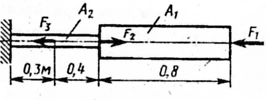 F₃ A₂ A₁
F₂ F₁
0,3м 0,4 0,8